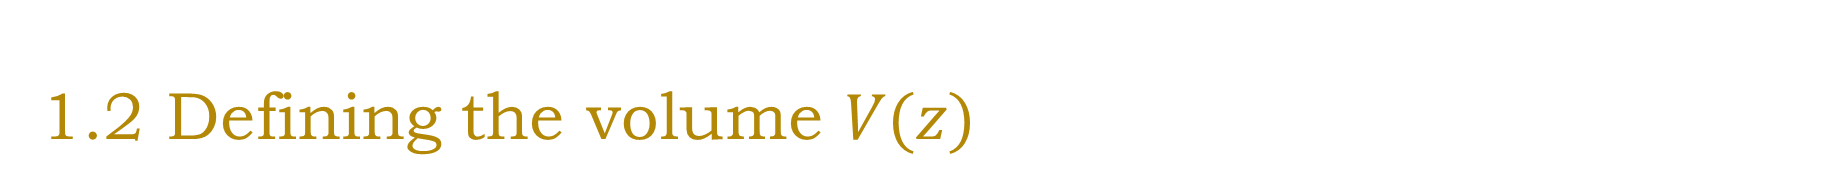 1.2 Defining the volume V(z)